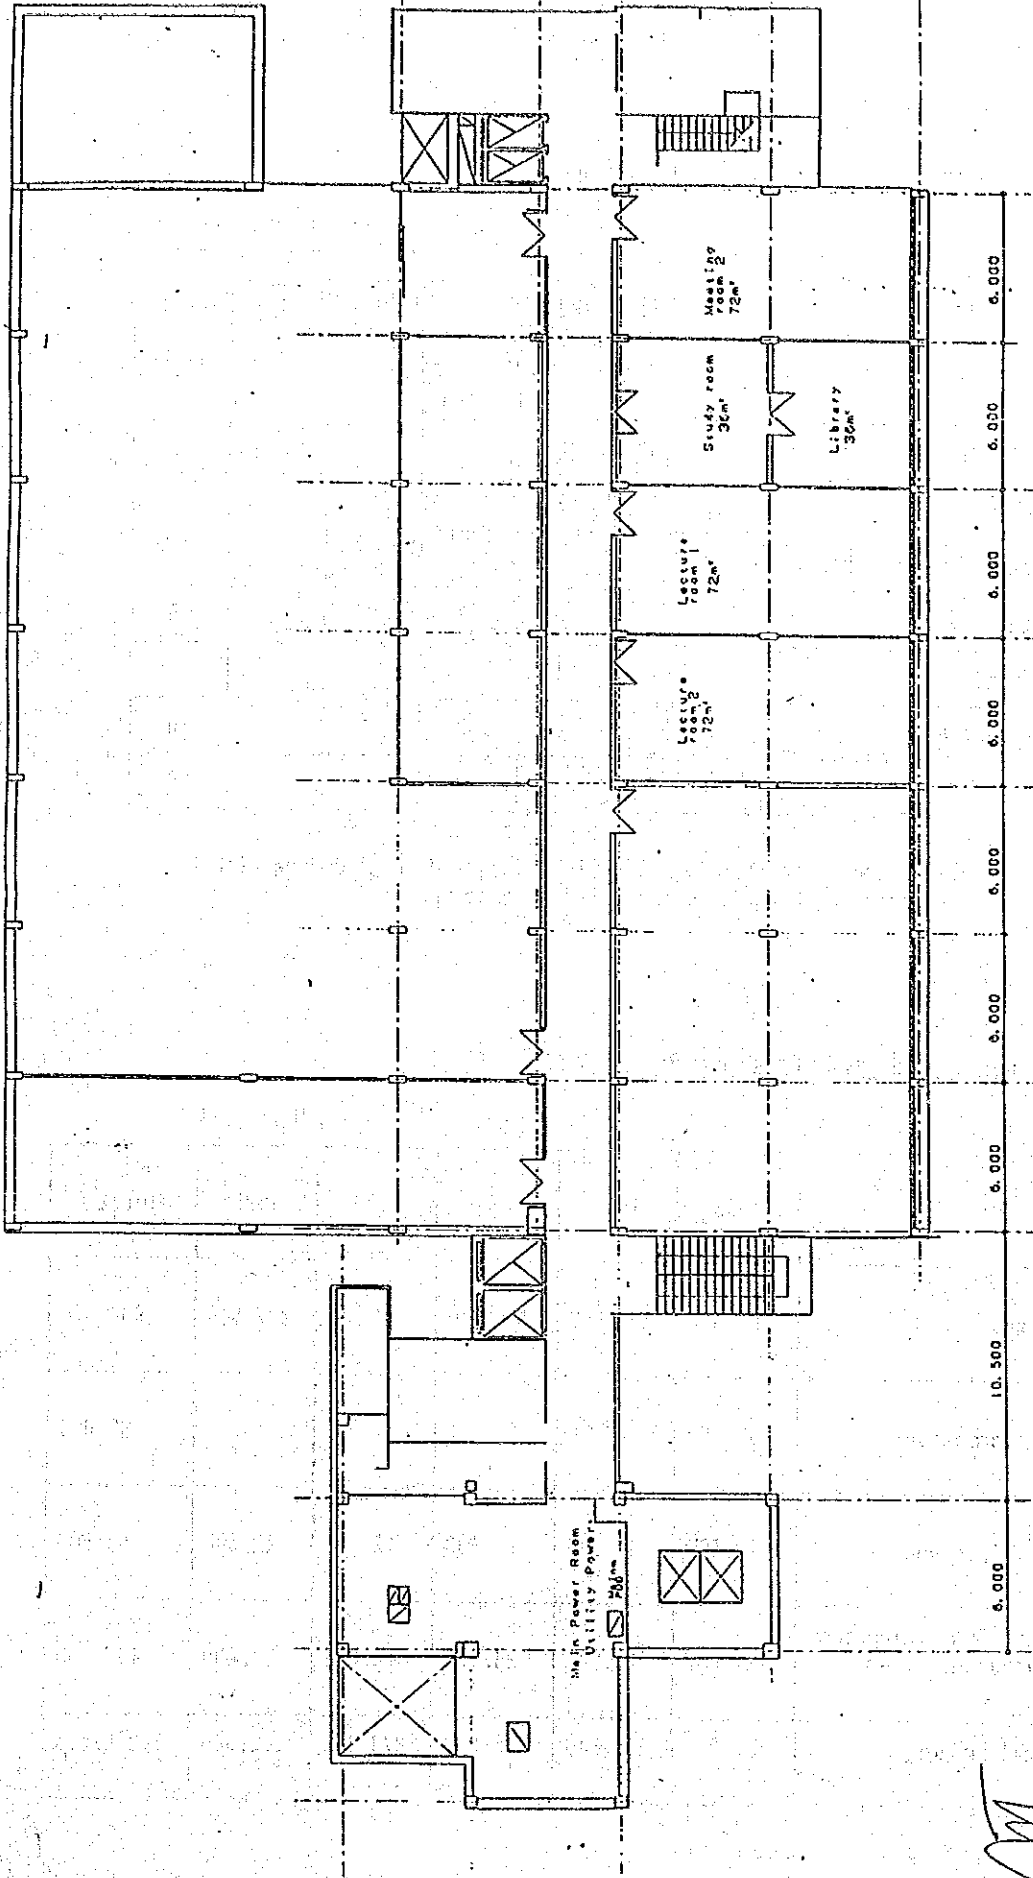 Meeting
room 2
72m²
Study room
36m²
Library
36m²
Lecture
room 1
72m²
Lecture
room 2
72m²
Main Power Room
Utility Power
6.000
6.000
6.000
6.000
6.000
6.000
6.000
10.500
6.000